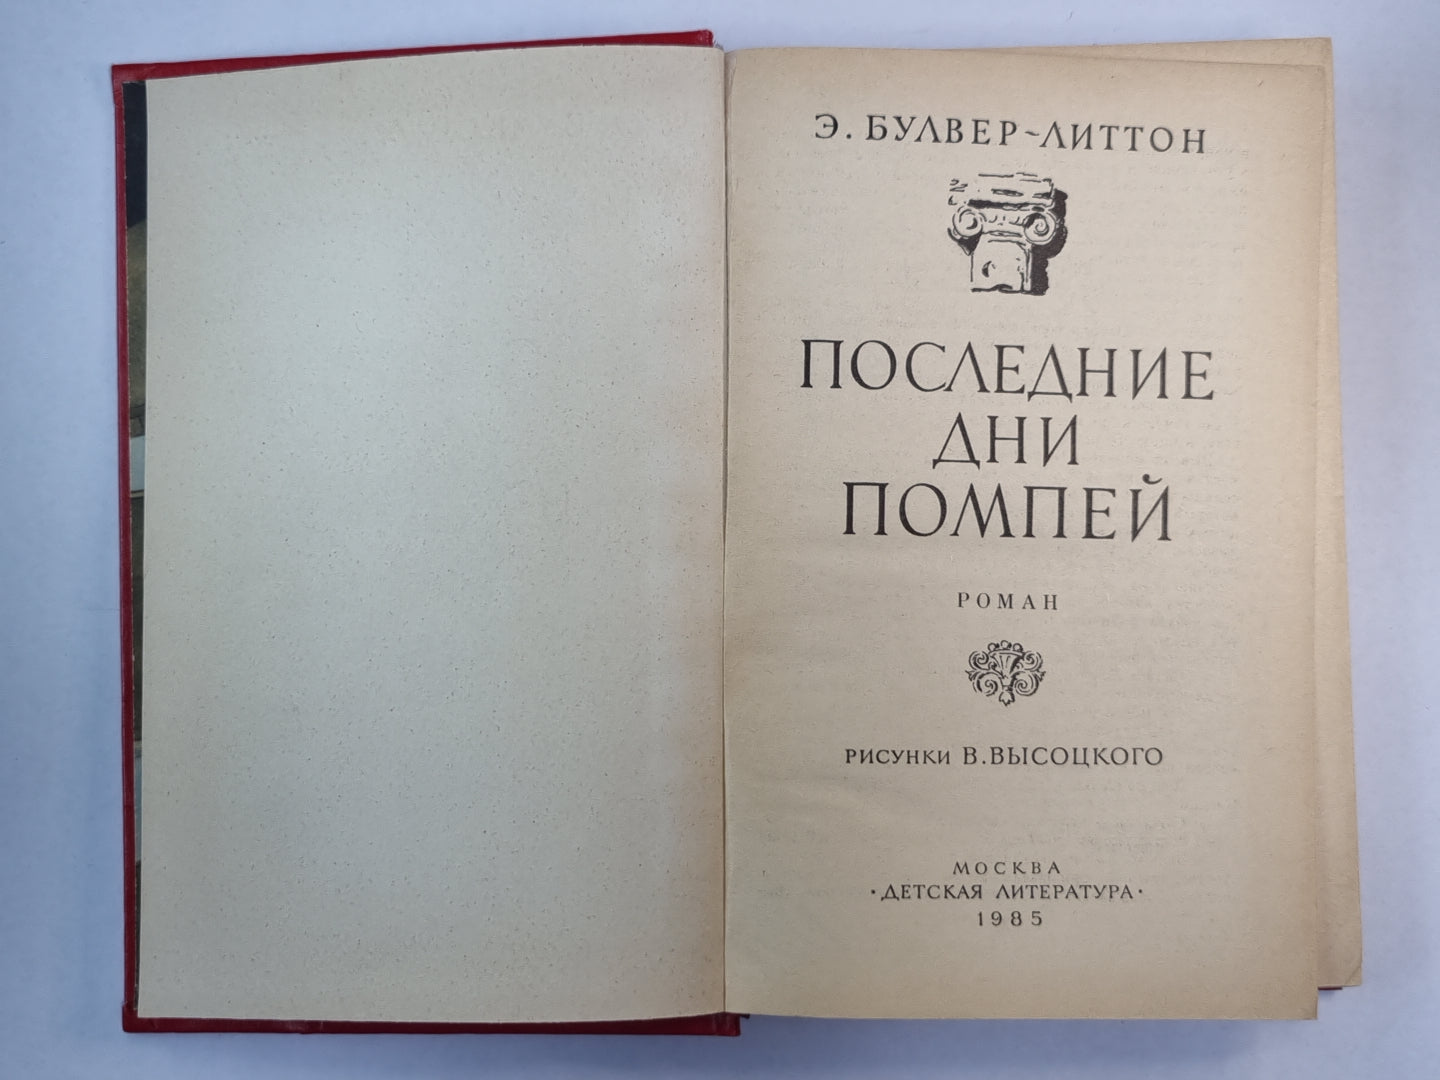 Э. БУЛВЕР-ЛИТТОН
ПОСЛЕДНИЕ
ДНИ
ПОМПЕЙ
РОМАН
РИСУНКИ В. ВЫСОЦКОГО
МОСКВА
·ДЕТСКАЯ ЛИТЕРАТУРА·
1985